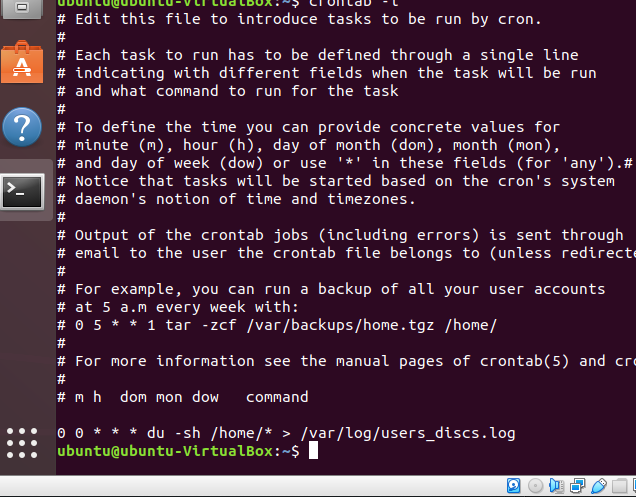 ubuntu@ubuntu-VirtualBox:~$ crontab -l
# Edit this file to introduce tasks to be run by cron.
#
# Each task to run has to be defined through a single line
# indicating with different fields when the task will be run
# and what command to run for the task
#
# To define the time you can provide concrete values for
# minute (m), hour (h), day of month (dom), month (mon),
# and day of week (dow) or use '*' in these fields (for 'any').#
# Notice that tasks will be started based on the cron's system
# daemon's notion of time and timezones.
#
# Output of the crontab jobs (including errors) is sent through
# email to the user the crontab file belongs to (unless redirecte
#
# For example, you can run a backup of all your user accounts
# at 5 a.m every week with:
# 0 5 * * 1 tar -zcf /var/backups/home.tgz /home/
#
# For more information see the manual pages of crontab(5) and cro
#
# m h  dom mon dow   command

0 0 * * * du -sh /home/* > /var/log/users_discs.log
ubuntu@ubuntu-VirtualBox:~$